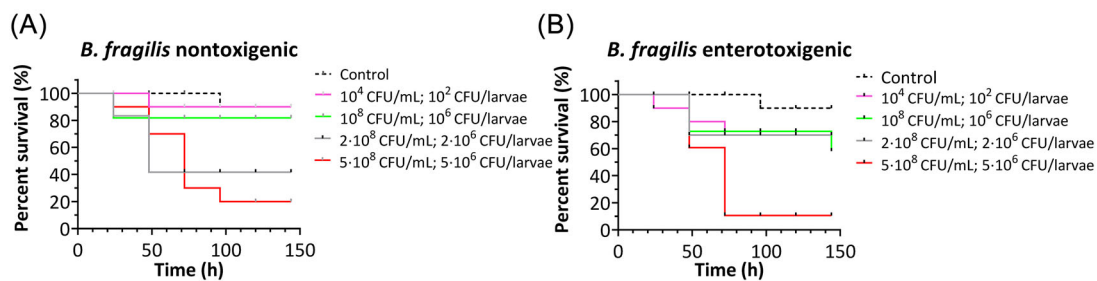 (A)
B. fragilis nontoxigenic
Percent survival (%)
100
80
60
40
20
0
0 50 100 150
Time (h)
Control
10⁴ CFU/mL; 10² CFU/larvae
10⁸ CFU/mL; 10⁶ CFU/larvae
2·10⁸ CFU/mL; 2·10⁶ CFU/larvae
5·10⁸ CFU/mL; 5·10⁶ CFU/larvae
(B)
B. fragilis enterotoxigenic
Percent survival (%)
100
80
60
40
20
0
0 50 100 150
Time (h)
Control
10⁴ CFU/mL; 10² CFU/larvae
10⁸ CFU/mL; 10⁶ CFU/larvae
2·10⁸ CFU/mL; 2·10⁶ CFU/larvae
5·10⁸ CFU/mL; 5·10⁶ CFU/larvae